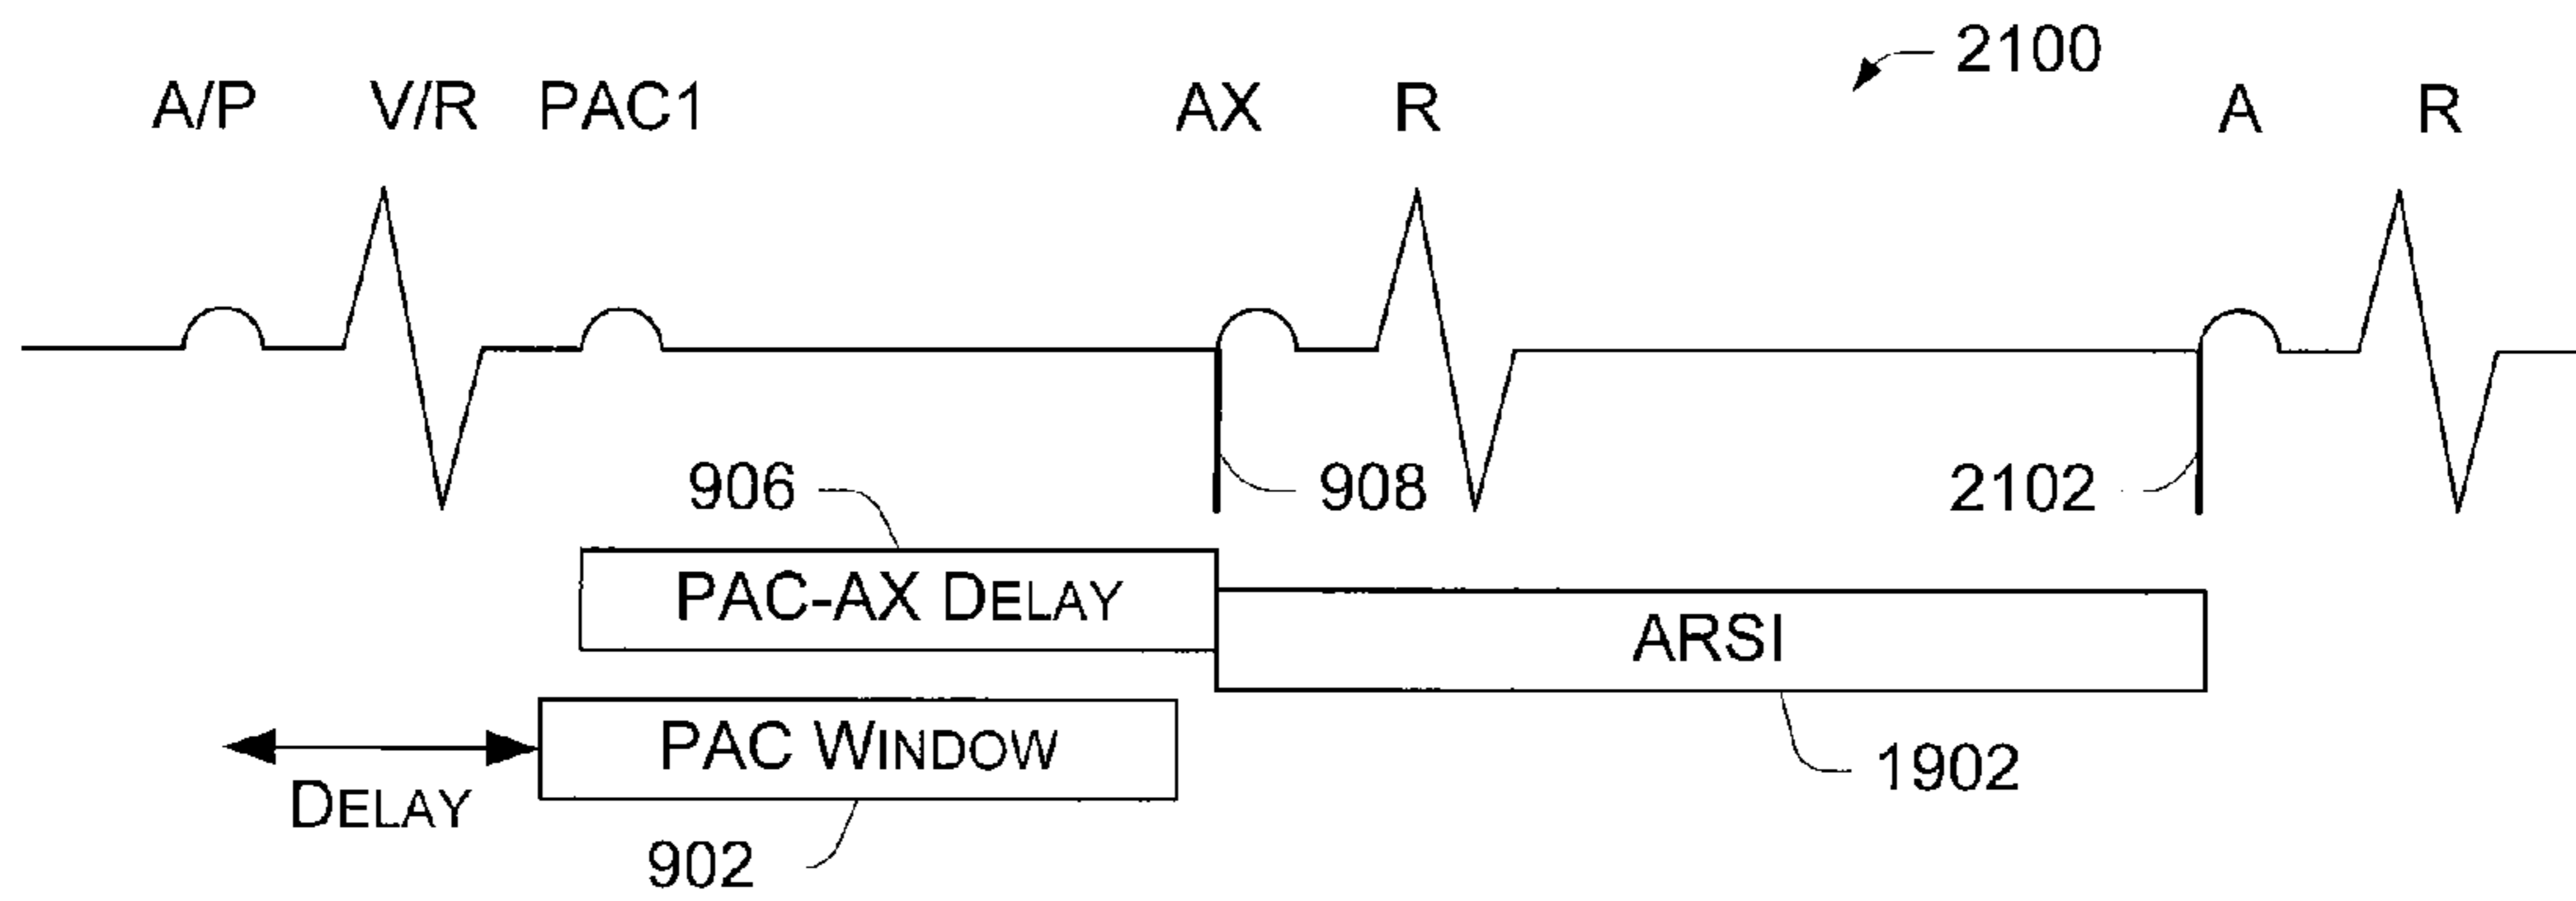 2100
A/P V/R PAC1 AX R A R
906 908 2102
PAC-AX DELAY
ARSI
PAC WINDOW
DELAY
1902
902